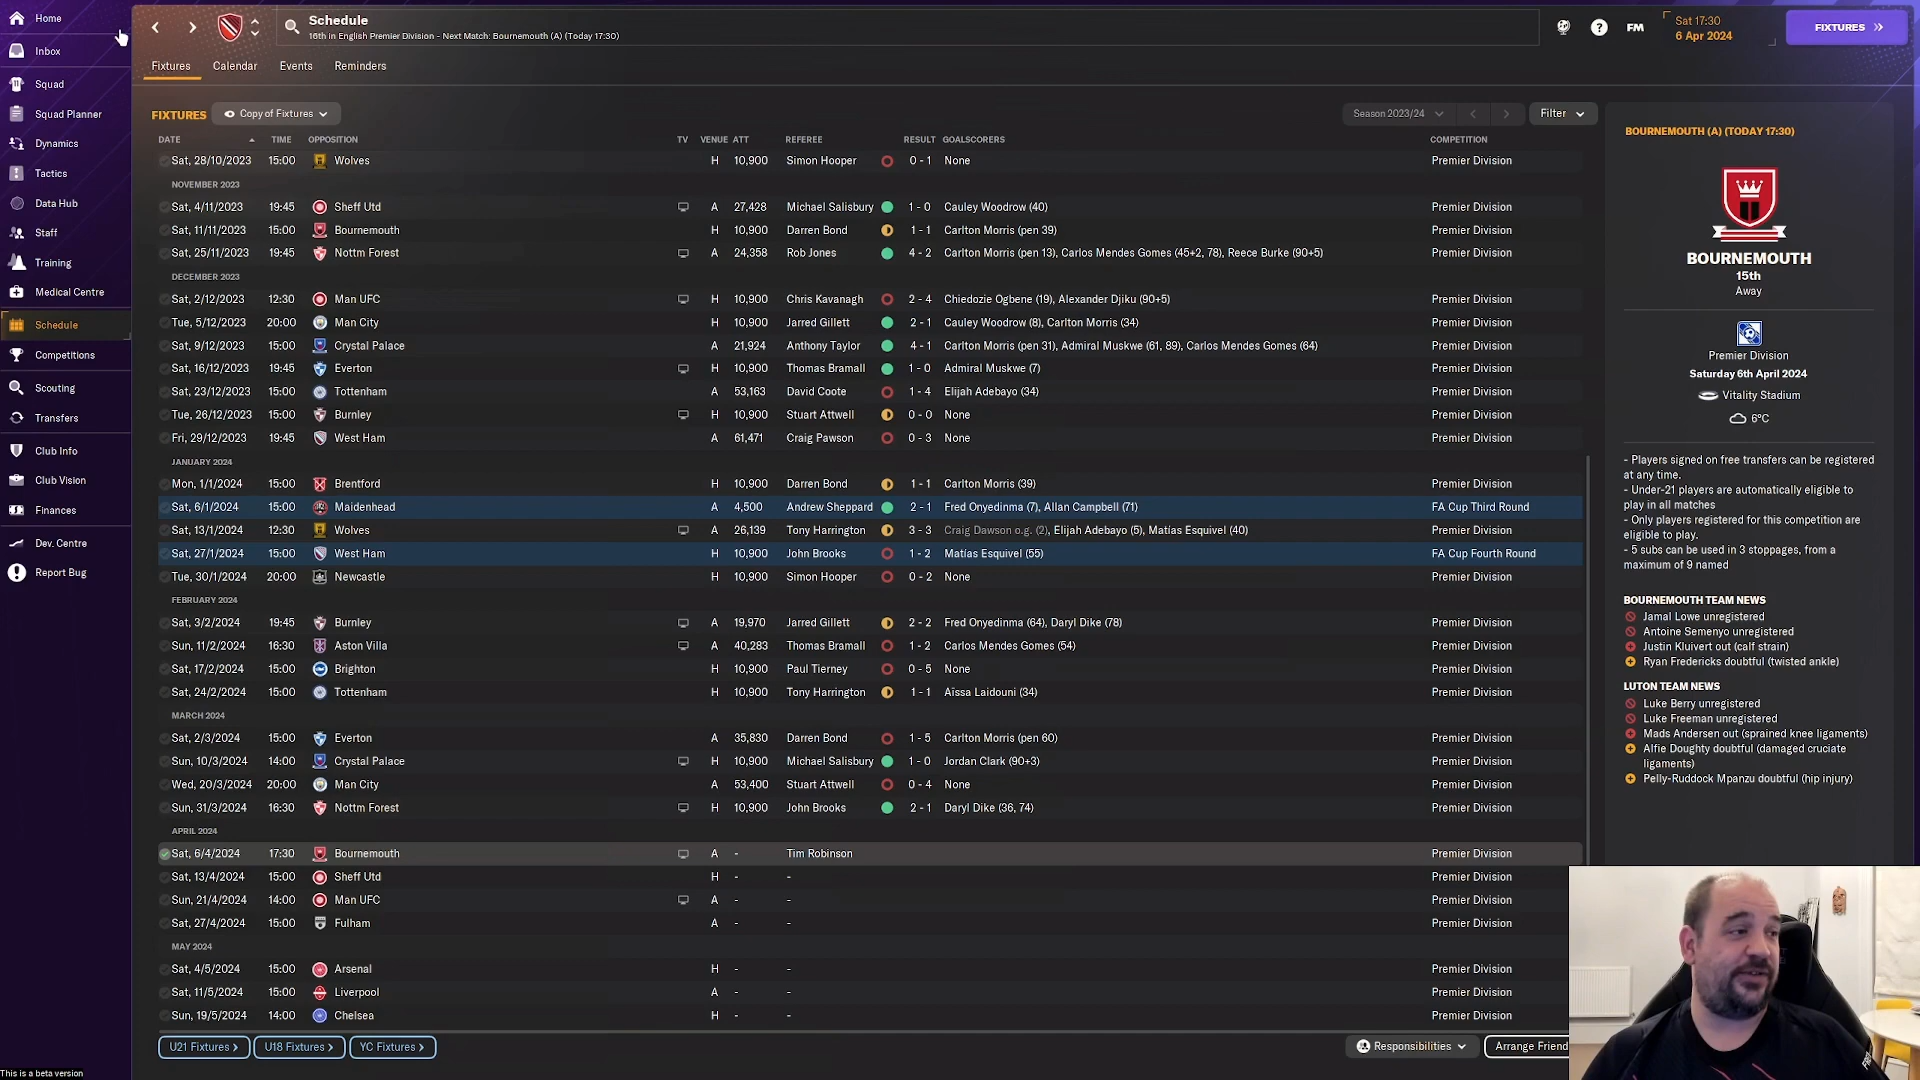 Home
Inbox
Squad
Squad Planner
Dynamics
Tactics
Data Hub
Staff
Training
Medical Centre
Schedule
Competitions
Scouting
Transfers
Club Info
Club Vision
Finances
Dev. Centre
Report Bug
This is a beta version
Schedule
16th in English Premier Division - Next Match: Bournemouth (A) (Today 17:30)
FM
Sat 17:30
6 Apr 2024
FIXTURES
Fixtures Calendar Events Reminders
FIXTURES Copy of Fixtures Season 2023/24 Filter
DATE TIME OPPOSITION TV VENUE ATT REFEREE RESULT GOALSCORERS COMPETITION
Sat, 28/10/2023 15:00 Wolves H 10,900 Simon Hooper 0 - 1 None Premier Division
NOVEMBER 2023
Sat, 4/11/2023 19:45 Sheff Utd A 27,428 Michael Salisbury 1 - 0 Cauley Woodrow (40) Premier Division
Sat, 11/11/2023 15:00 Bournemouth H 10,900 Darren Bond 1 - 1 Carlton Morris (pen 39) Premier Division
Sat, 25/11/2023 19:45 Nottm Forest A 24,358 Rob Jones 4 - 2 Carlton Morris (pen 13), Carlos Mendes Gomes (45+2, 78), Reece Burke (90+5) Premier Division
DECEMBER 2023
Sat, 2/12/2023 12:30 Man UFC H 10,900 Chris Kavanagh 2 - 4 Chiedozie Ogbene (19), Alexander Djiku (90+5) Premier Division
Tue, 5/12/2023 20:00 Man City H 10,900 Jarred Gillett 2 - 1 Cauley Woodrow (8), Carlton Morris (34) Premier Division
Sat, 9/12/2023 15:00 Crystal Palace A 21,924 Anthony Taylor 4 - 1 Carlton Morris (pen 31), Admiral Muskwe (61, 89), Carlos Mendes Gomes (64) Premier Division
Sat, 16/12/2023 19:45 Everton H 10,900 Thomas Bramall 1 - 0 Admiral Muskwe (7) Premier Division
Sat, 23/12/2023 15:00 Tottenham A 53,163 David Coote 1 - 4 Elijah Adebayo (34) Premier Division
Tue, 26/12/2023 15:00 Burnley H 10,900 Stuart Attwell 0 - 0 None Premier Division
Fri, 29/12/2023 19:45 West Ham A 61,471 Craig Pawson 0 - 3 None Premier Division
JANUARY 2024
Mon, 1/1/2024 15:00 Brentford H 10,900 Darren Bond 1 - 1 Carlton Morris (39) Premier Division
Sat, 6/1/2024 15:00 Maidenhead A 4,500 Andrew Sheppard 2 - 1 Fred Onyedinma (7), Allan Campbell (71) FA Cup Third Round
Sat, 13/1/2024 12:30 Wolves A 26,139 Tony Harrington 3 - 3 Craig Dawson o.g. (2), Elijah Adebayo (5), Matías Esquivel (40) Premier Division
Sat, 27/1/2024 15:00 West Ham H 10,900 John Brooks 1 - 2 Matías Esquivel (55) FA Cup Fourth Round
Tue, 30/1/2024 20:00 Newcastle H 10,900 Simon Hooper 0 - 2 None Premier Division
FEBRUARY 2024
Sat, 3/2/2024 19:45 Burnley A 19,970 Jarred Gillett 2 - 2 Fred Onyedinma (64), Daryl Dike (78) Premier Division
Sun, 11/2/2024 16:30 Aston Villa A 40,283 Thomas Bramall 1 - 2 Carlos Mendes Gomes (54) Premier Division
Sat, 17/2/2024 15:00 Brighton H 10,900 Paul Tierney 0 - 5 None Premier Division
Sat, 24/2/2024 15:00 Tottenham H 10,900 Tony Harrington 1 - 1 Aïssa Laidouni (34) Premier Division
MARCH 2024
Sat, 2/3/2024 15:00 Everton A 35,830 Darren Bond 1 - 5 Carlton Morris (pen 60) Premier Division
Sun, 10/3/2024 14:00 Crystal Palace H 10,900 Michael Salisbury 1 - 0 Jordan Clark (90+3) Premier Division
Wed, 20/3/2024 20:00 Man City A 53,400 Stuart Attwell 0 - 4 None Premier Division
Sun, 31/3/2024 16:30 Nottm Forest H 10,900 John Brooks 2 - 1 Daryl Dike (36, 74) Premier Division
APRIL 2024
Sat, 6/4/2024 17:30 Bournemouth A - Tim Robinson Premier Division
Sat, 13/4/2024 15:00 Sheff Utd H - - Premier Division
Sun, 21/4/2024 14:00 Man UFC A - - Premier Division
Sat, 27/4/2024 15:00 Fulham A - - Premier Division
MAY 2024
Sat, 4/5/2024 15:00 Arsenal H - - Premier Division
Sat, 11/5/2024 15:00 Liverpool A - - Premier Division
Sun, 19/5/2024 14:00 Chelsea H - - Premier Division
U21 Fixtures U18 Fixtures YC Fixtures Responsibilities Arrange Friend
BOURNEMOUTH (A) (TODAY 17:30)
BOURNEMOUTH
15th
Away
Premier Division
Saturday 6th April 2024
Vitality Stadium
6°C
- Players signed on free transfers can be registered
at any time.
- Under-21 players are automatically eligible to
play in all matches
- Only players registered for this competition are
eligible to play.
- 5 subs can be used in 3 stoppages, from a
maximum of 9 named
BOURNEMOUTH TEAM NEWS
Jamal Lowe unregistered
Antoine Semenyo unregistered
Justin Kluivert out (calf strain)
Ryan Fredericks doubtful (twisted ankle)
LUTON TEAM NEWS
Luke Berry unregistered
Luke Freeman unregistered
Mads Andersen out (sprained knee ligaments)
Alfie Doughty doubtful (damaged cruciate
ligaments)
Pelly-Ruddock Mpanzu doubtful (hip injury)